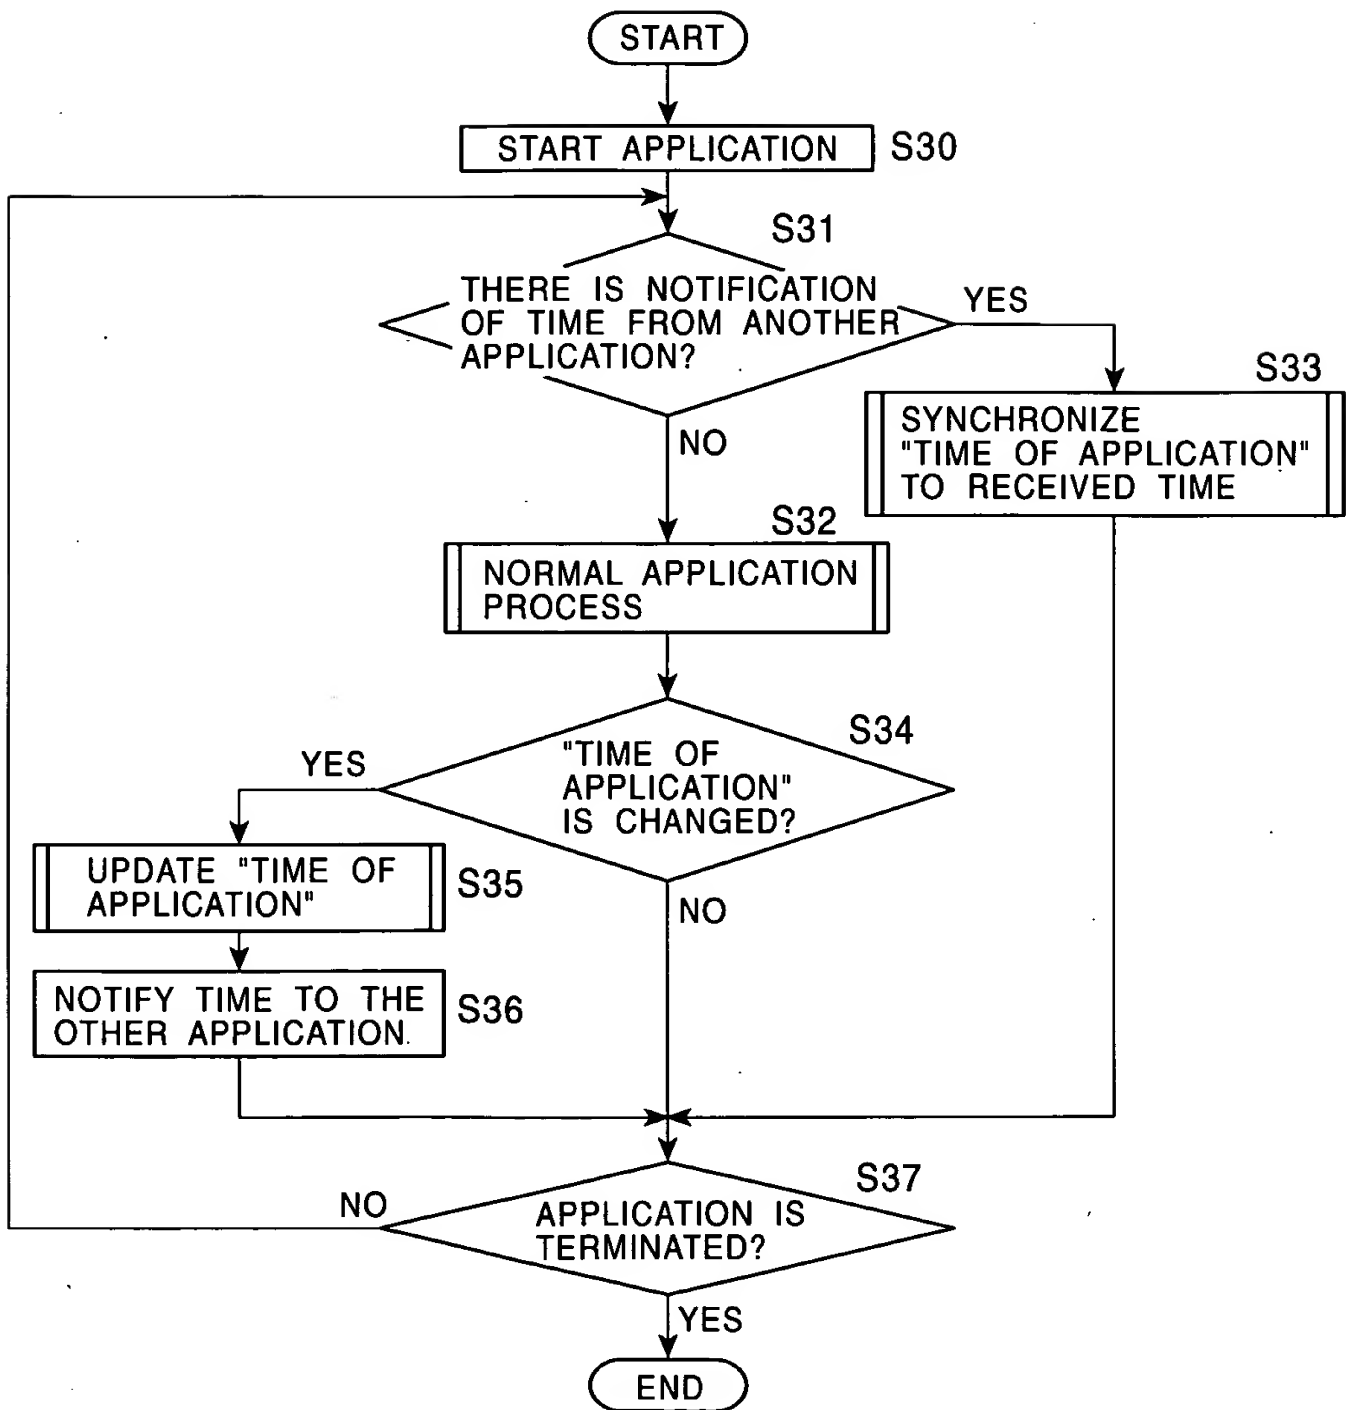 START
START APPLICATION
S30
S31
THERE IS NOTIFICATION
OF TIME FROM ANOTHER
APPLICATION?
YES
NO
S33
SYNCHRONIZE
"TIME OF APPLICATION"
TO RECEIVED TIME
S32
NORMAL APPLICATION
PROCESS
S34
"TIME OF
APPLICATION"
IS CHANGED?
YES
NO
UPDATE "TIME OF
APPLICATION"
S35
NOTIFY TIME TO THE
OTHER APPLICATION.
S36
S37
APPLICATION IS
TERMINATED?
NO
YES
END